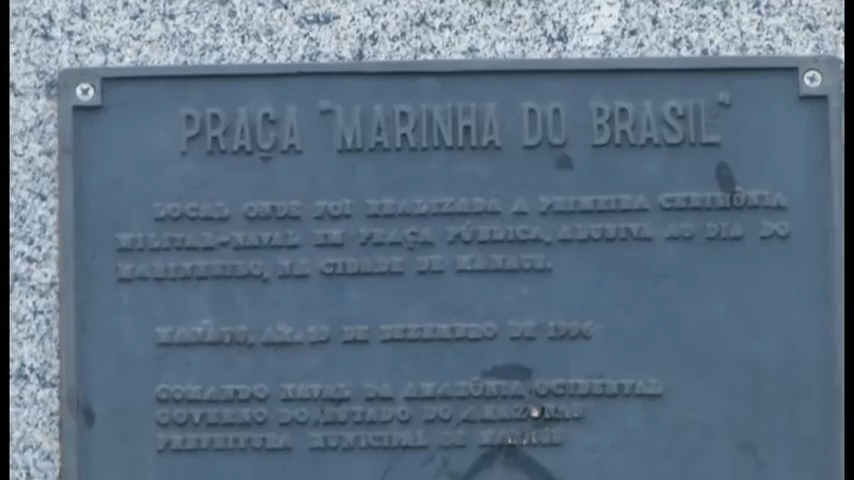 PRAÇA "MARINHA DO BRASIL"
LOCAL ONDE FOI REALIZADA A PRIMEIRA CERIMÔNIA
MILITAR-NAVAL EM PRAÇA PÚBLICA, ALUSIVA AO DIA DO
MARINHEIRO, NA CIDADE DE MANAUS.
MANAUS, AM. 13 DE DEZEMBRO DE 1996
COMANDO NAVAL DA AMAZÔNIA OCIDENTAL
GOVERNO DO ESTADO DO AMAZONAS
PREFEITURA MUNICIPAL DE MANAUS